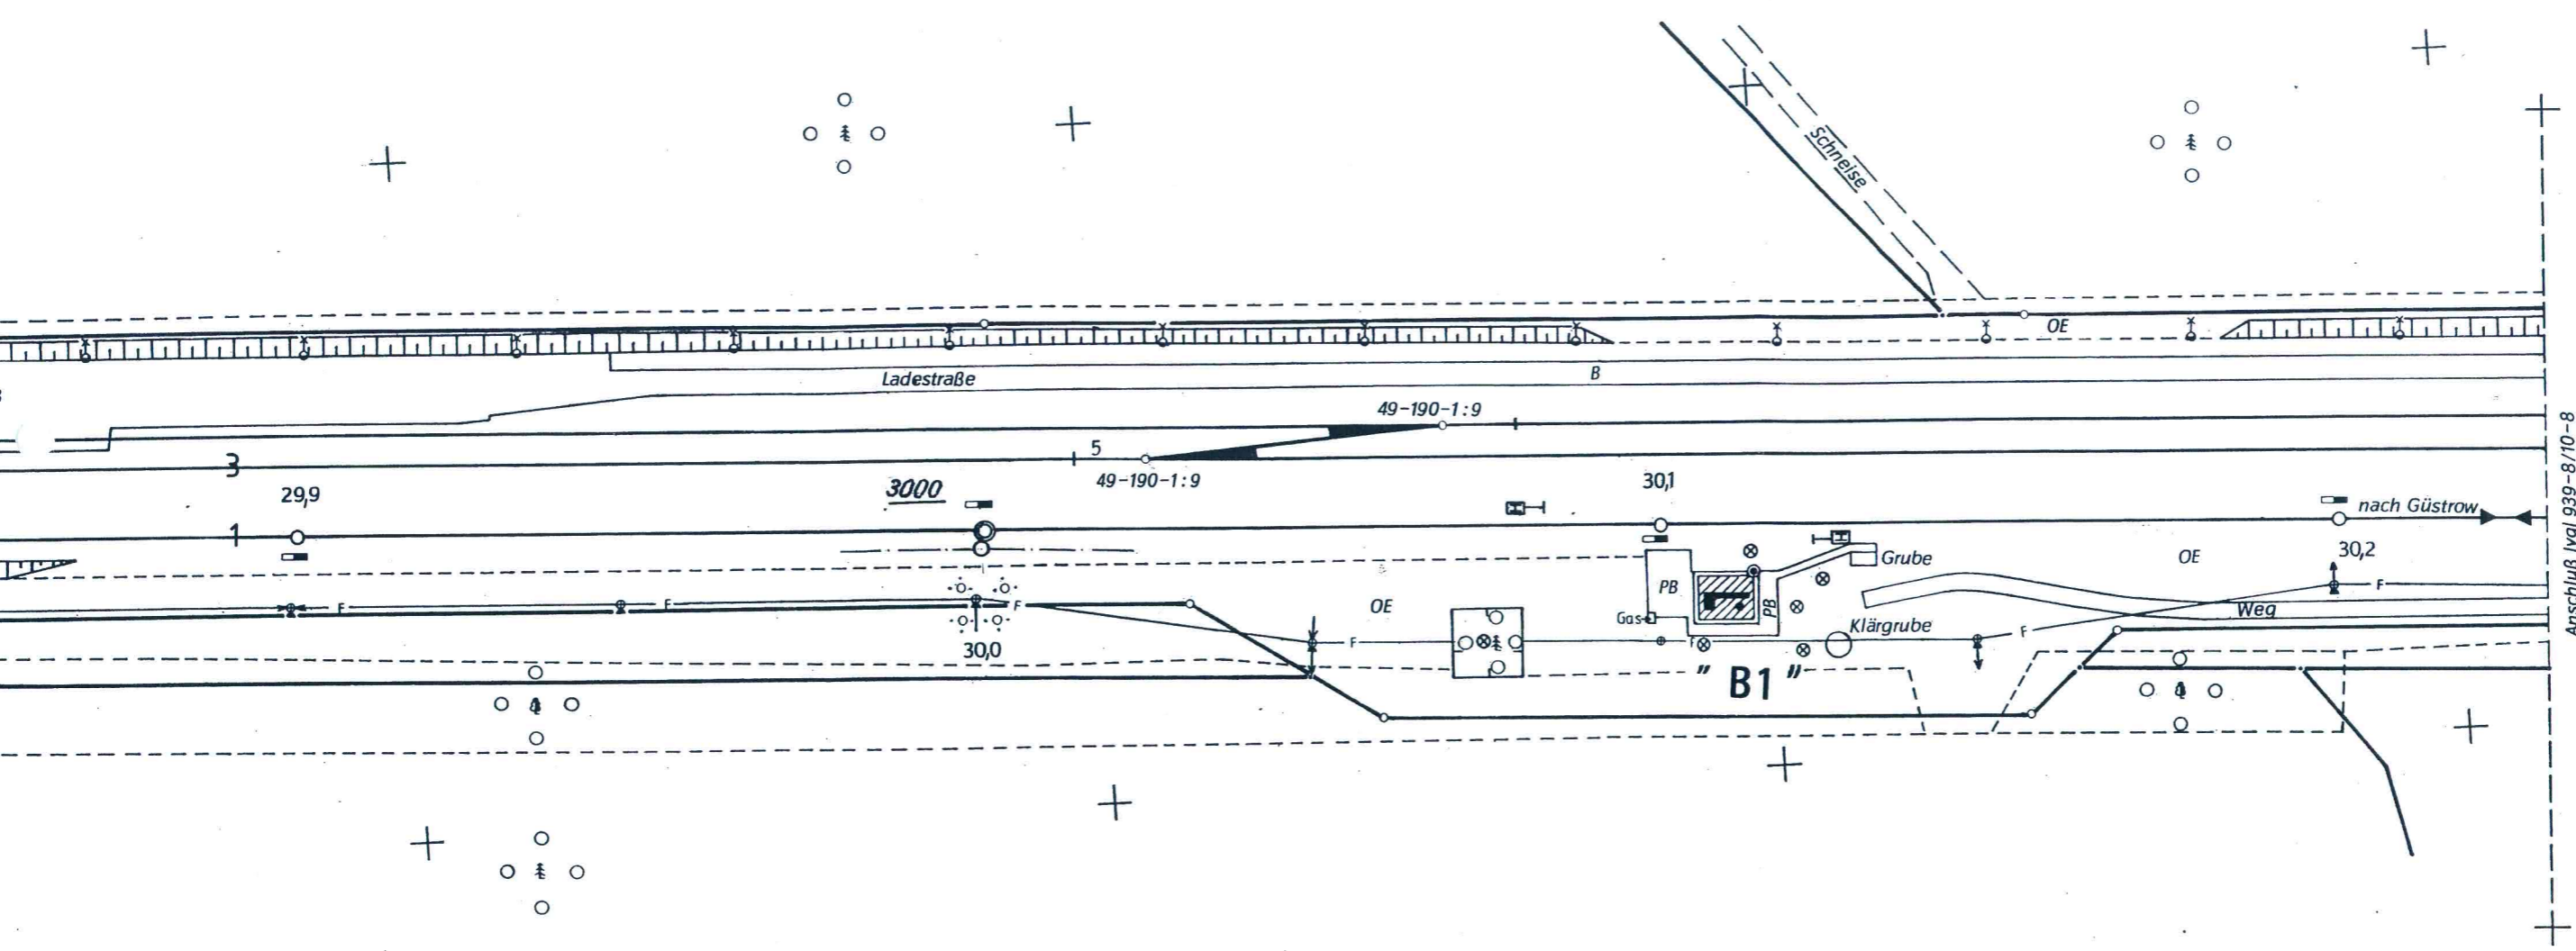 Schneise
OE
Ladestraße
B
49-190-1:9
5
3
49-190-1:9
29,9
3000
30,1
nach Güstrow
1
Grube
OE
30,2
PB
PB
F
F
F
OE
Gas
F
F
Klärgrube
F
Weg
F
30,0
" B1 "
Anschluß Ivgl 939-8/10-8